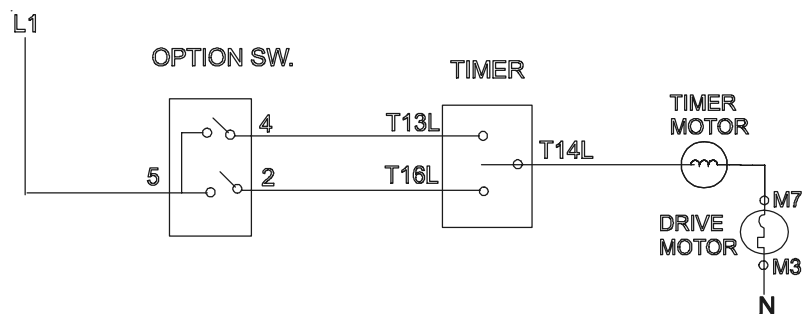 L1
OPTION SW.
TIMER
TIMER
MOTOR
4
T13L
T14L
5
2
T16L
M7
DRIVE
MOTOR
M3
N